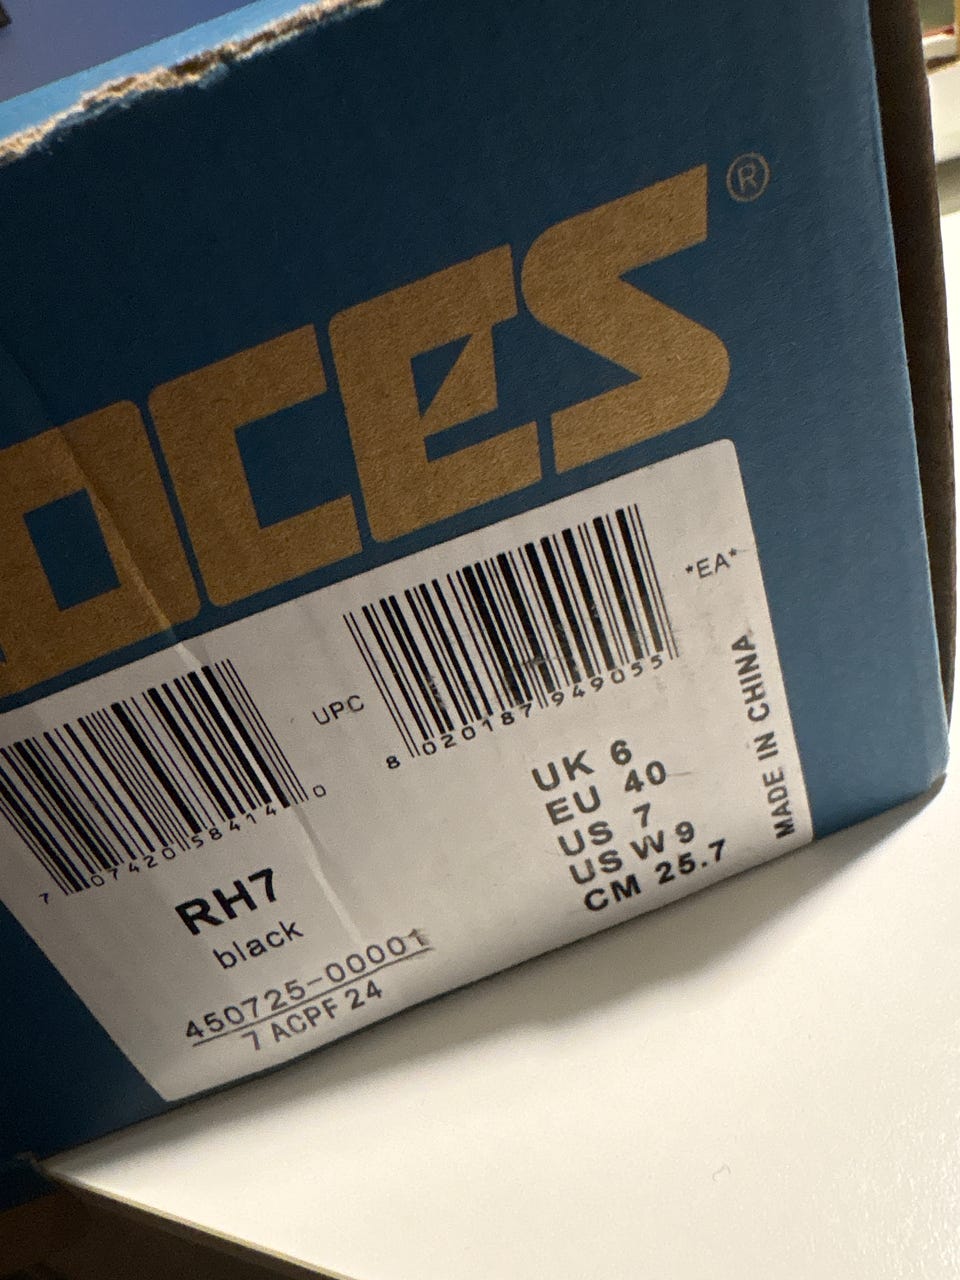 OCES®
*EA*
UPC
8 020187 949055
7 07420 58414 0
MADE IN CHINA
UK 6
EU 40
US 7
US W 9
CM 25.7
RH7
black
450725-00001
7 ACPF 24